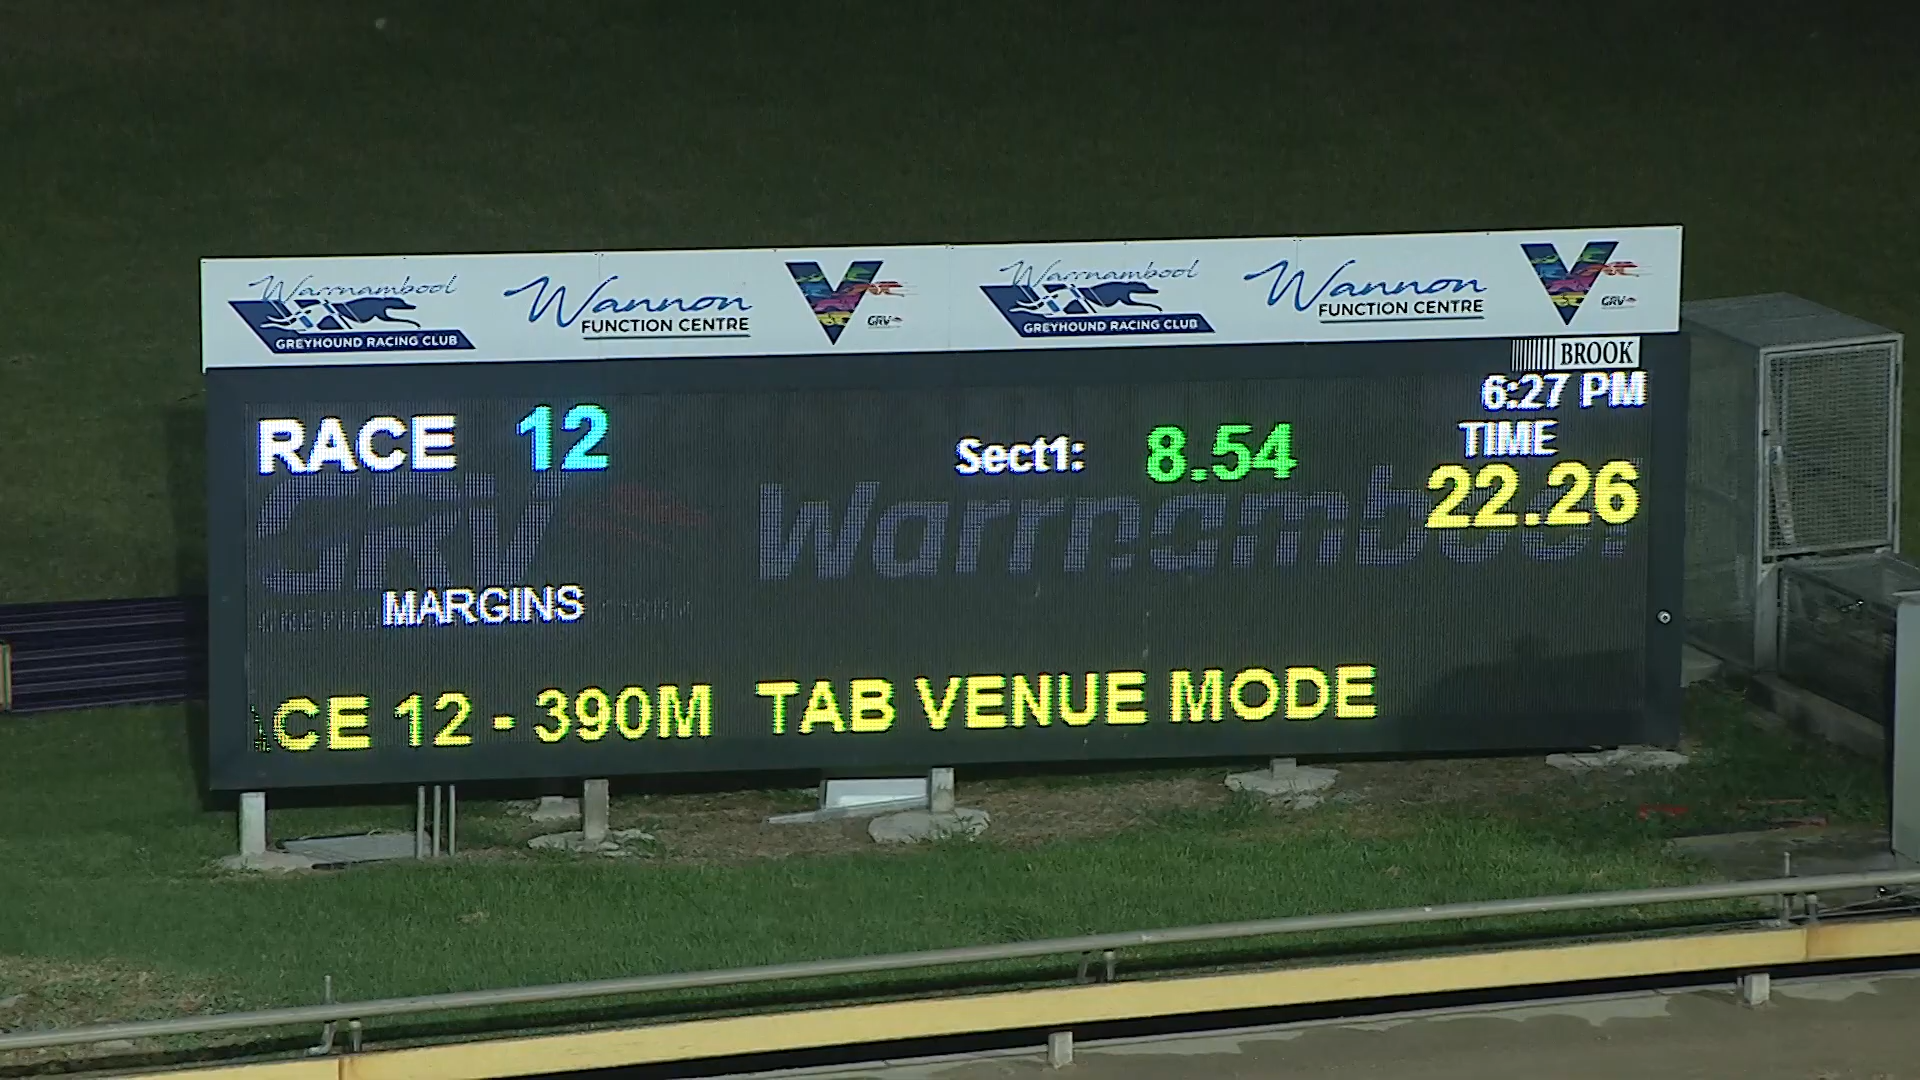 Warrnambool
GREYHOUND RACING CLUB
Wannon
FUNCTION CENTRE
V
GRV
Warrnambool
GREYHOUND RACING CLUB
Wannon
FUNCTION CENTRE
V
GRV
BROOK
6:27 PM
RACE 12
Sect1: 8.54
TIME
22.26
GRV
Warrnambool
MARGINS
CE 12 - 390M TAB VENUE MODE